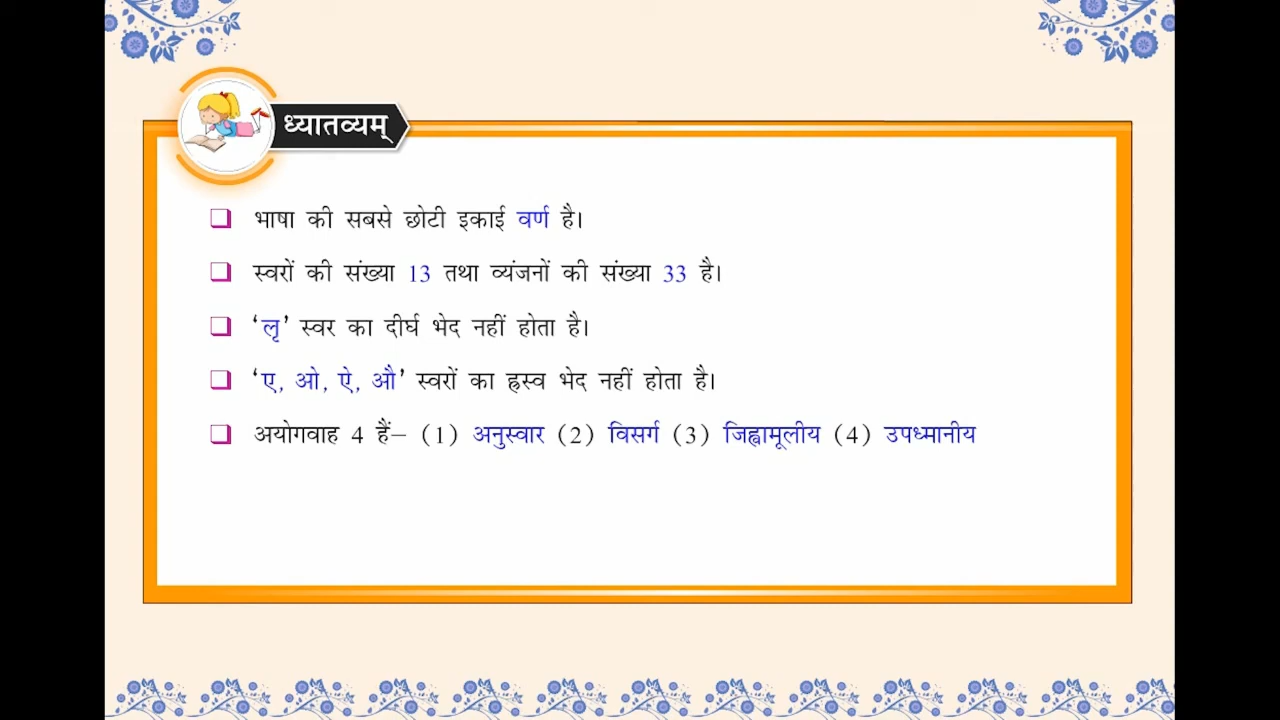 ध्यातव्यम्
भाषा की सबसे छोटी इकाई वर्ण है।
स्वरों की संख्या 13 तथा व्यंजनों की संख्या 33 है।
‘लृ’ स्वर का दीर्घ भेद नहीं होता है।
‘ए, ओ, ऐ, औ’ स्वरों का ह्रस्व भेद नहीं होता है।
अयोगवाह 4 हैं– (1) अनुस्वार (2) विसर्ग (3) जिह्वामूलीय (4) उपध्मानीय